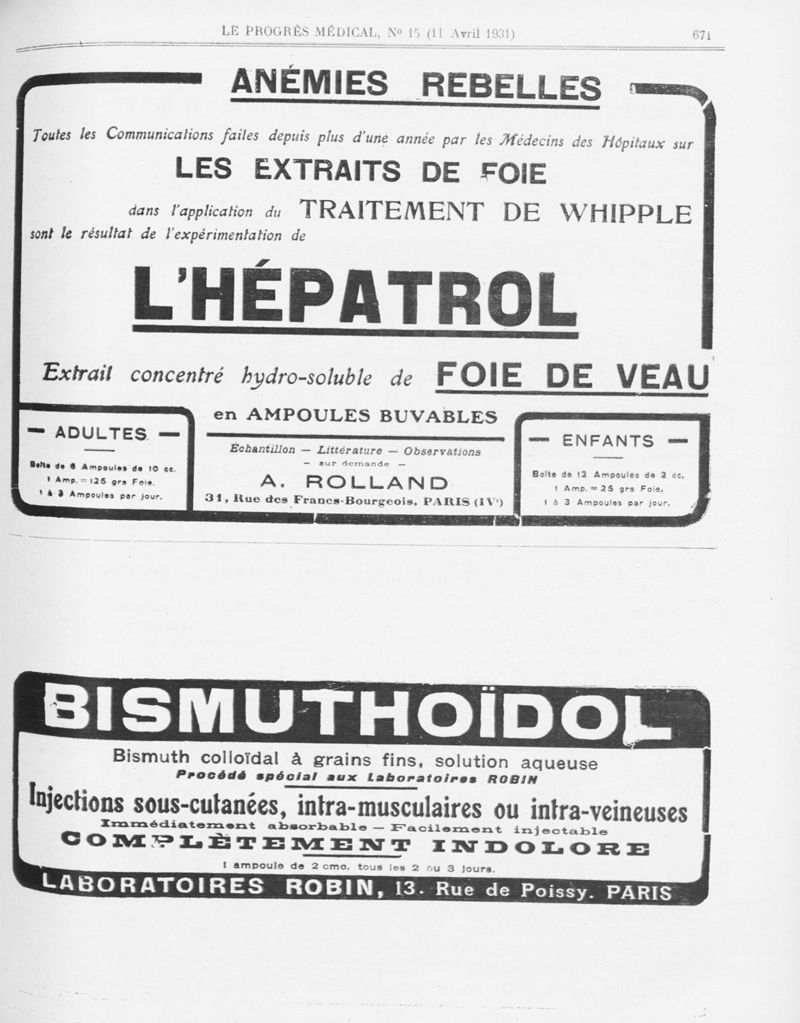 LE PROGRÈS MÉDICAL, Nº 15 (11 Avril 1931)
671
ANÉMIES REBELLES
Toutes les Communications faites depuis plus d'une année par les Médecins des Hôpitaux sur
LES EXTRAITS DE FOIE
dans l'application du TRAITEMENT DE WHIPPLE
sont le résultat de l'expérimentation de
L'HÉPATROL
Extrait concentré hydro-soluble de FOIE DE VEAU
en AMPOULES BUVABLES
— ADULTES —
Boîte de 6 Ampoules de 10 cc.
1 Amp. = 125 grs Foie.
1 à 3 Ampoules par jour.
Échantillon — Littérature — Observations
— sur demande —
A. ROLLAND
31, Rue des Francs-Bourgeois, PARIS (IVᵉ)
— ENFANTS —
Boîte de 12 Ampoules de 2 cc.
1 Amp. = 25 grs Foie.
1 à 3 Ampoules par jour.
BISMUTHOÏDOL
Bismuth colloïdal à grains fins, solution aqueuse
Procédé spécial aux Laboratoires ROBIN
Injections sous-cutanées, intra-musculaires ou intra-veineuses
Immédiatement absorbable — Facilement injectable
COMPLÈTEMENT INDOLORE
1 ampoule de 2 cmc. tous les 2 ou 3 jours.
LABORATOIRES ROBIN, 13. Rue de Poissy. PARIS